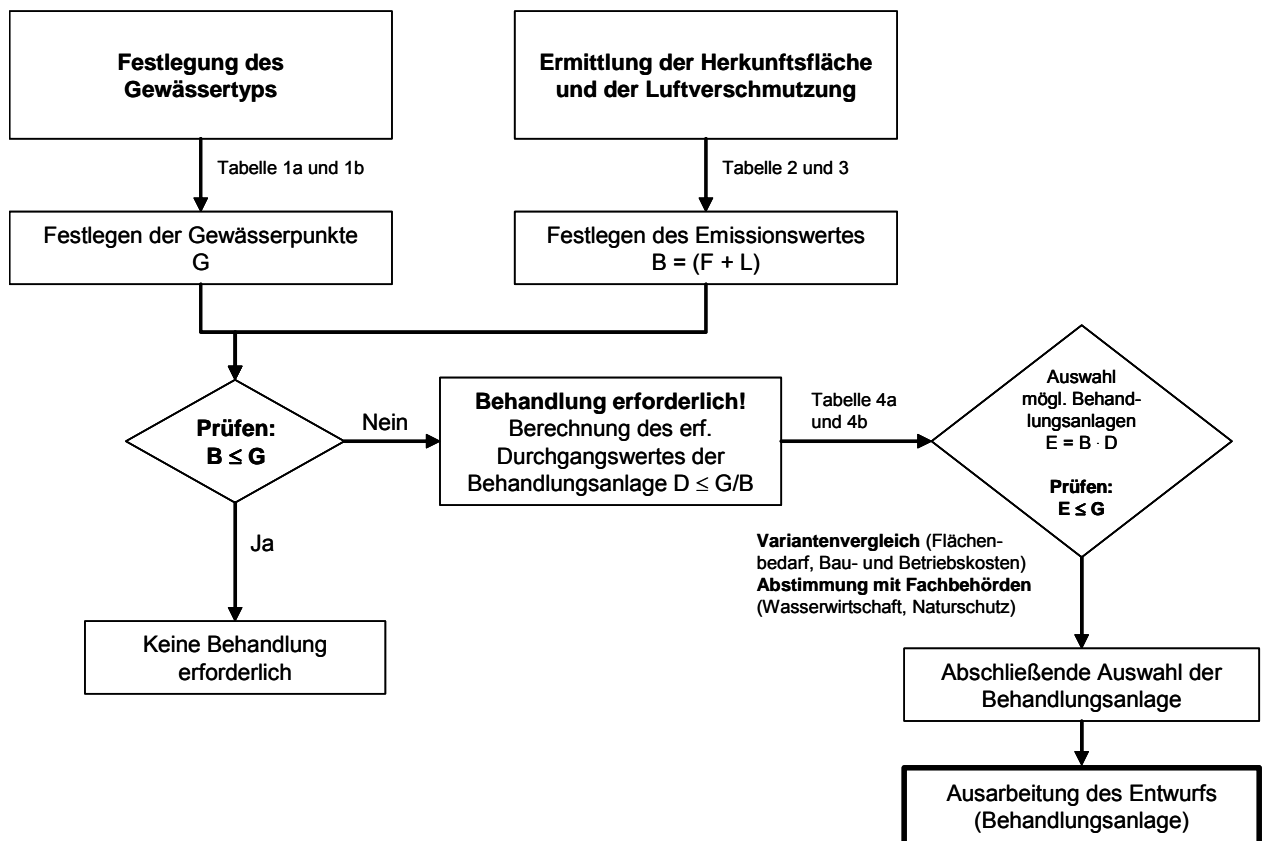 Festlegung des
Gewässertyps
Ermittlung der Herkunftsfläche
und der Luftverschmutzung
Tabelle 1a und 1b
Tabelle 2 und 3
Festlegen der Gewässerpunkte
G
Festlegen des Emissionswertes
B = (F + L)
Prüfen:
B ≤ G
Nein
Behandlung erforderlich!
Berechnung des erf.
Durchgangswertes der
Behandlungsanlage D ≤ G/B
Tabelle 4a
und 4b
Auswahl
mögl. Behand-
lungsanlagen
E = B · D
Prüfen:
E ≤ G
Ja
Variantenvergleich (Flächen-
bedarf, Bau- und Betriebskosten)
Abstimmung mit Fachbehörden
(Wasserwirtschaft, Naturschutz)
Keine Behandlung
erforderlich
Abschließende Auswahl der
Behandlungsanlage
Ausarbeitung des Entwurfs
(Behandlungsanlage)